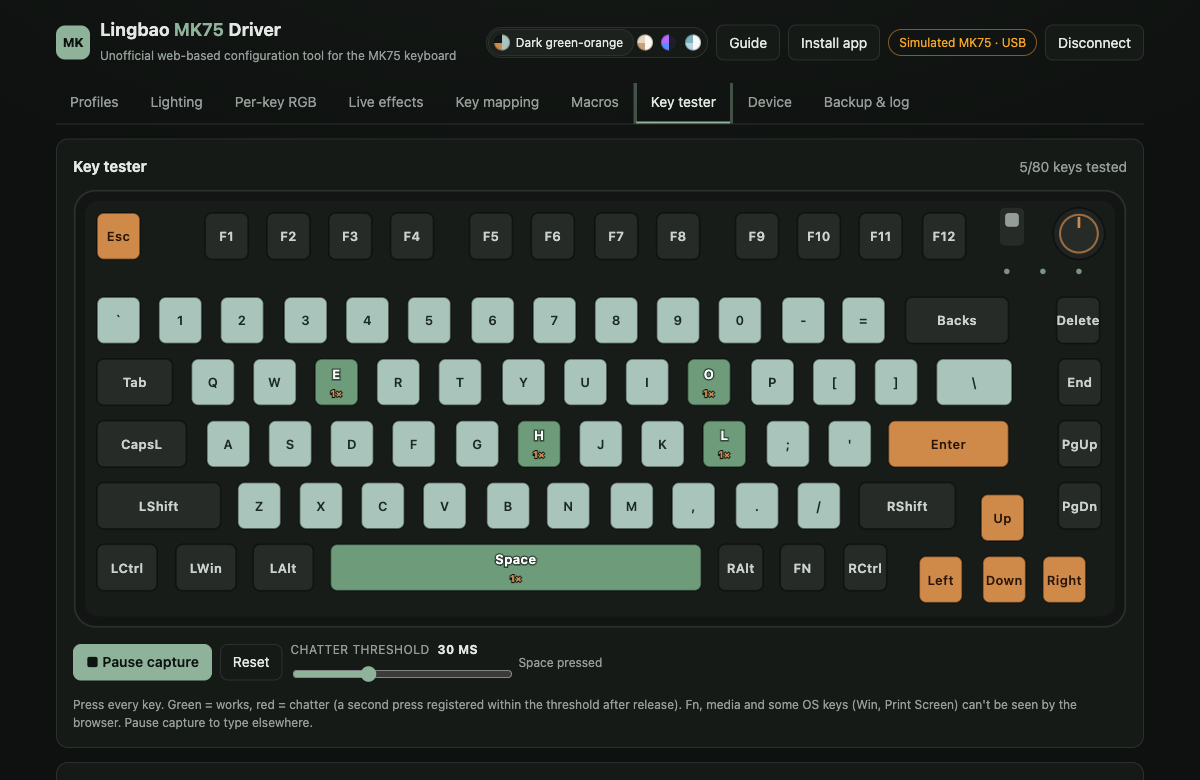 MK
Lingbao MK75 Driver
Unofficial web-based configuration tool for the MK75 keyboard
Dark green-orange
Guide
Install app
Simulated MK75 · USB
Disconnect
Profiles
Lighting
Per-key RGB
Live effects
Key mapping
Macros
Key tester
Device
Backup & log
Key tester
5/80 keys tested
Esc F1 F2 F3 F4 F5 F6 F7 F8 F9 F10 F11 F12
` 1 2 3 4 5 6 7 8 9 0 - = Backs Delete
Tab Q W E 1× R T Y U I O 1× P [ ] \ End
CapsL A S D F G H 1× J K L 1× ; ' Enter PgUp
LShift Z X C V B N M , . / RShift Up PgDn
LCtrl LWin LAlt Space 1× RAlt FN RCtrl Left Down Right
Pause capture
Reset
CHATTER THRESHOLD 30 MS
Space pressed
Press every key. Green = works, red = chatter (a second press registered within the threshold after release). Fn, media and some OS keys (Win, Print Screen) can't be seen by the
browser. Pause capture to type elsewhere.